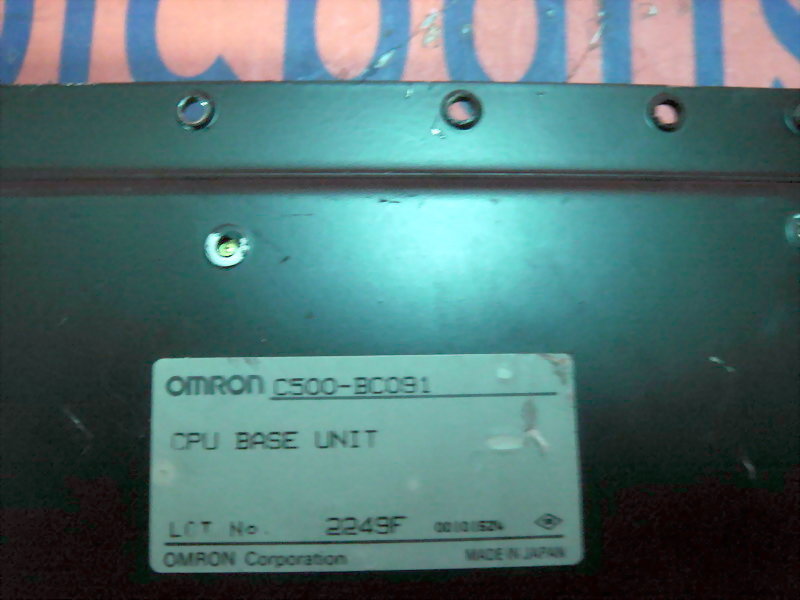 OMRON C500-BC091
CPU BASE UNIT
LOT No. 2249F
OMRON Corporation MADE IN JAPAN